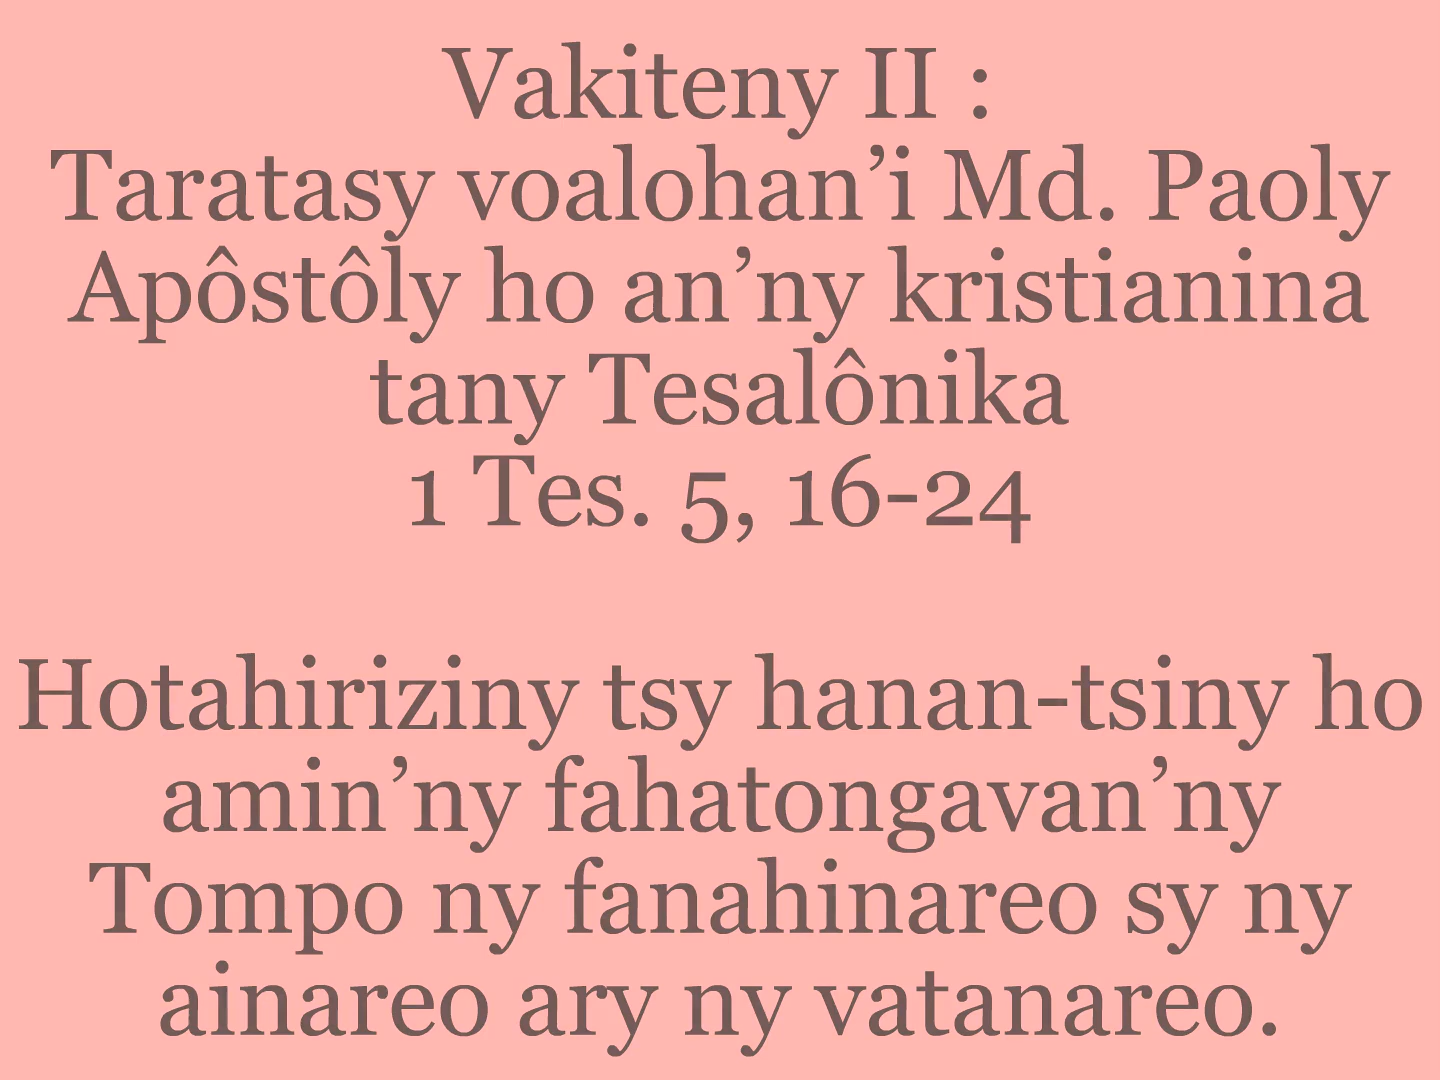 Vakiteny II :
Taratasy voalohan’i Md. Paoly
Apôstôly ho an’ny kristianina
tany Tesalônika
1 Tes. 5, 16-24
Hotahiriziny tsy hanan-tsiny ho
amin’ny fahatongavan’ny
Tompo ny fanahinareo sy ny
ainareo ary ny vatanareo.